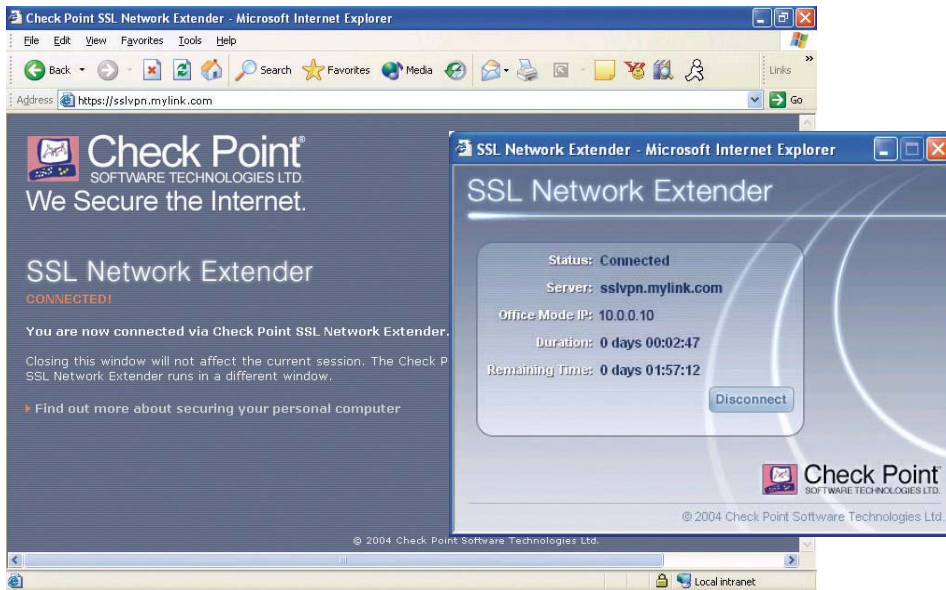 Check Point SSL Network Extender - Microsoft Internet Explorer
File Edit View Favorites Tools Help
Back Search Favorites Media Links »
Address https://sslvpn.mylink.com Go
Check Point®
SOFTWARE TECHNOLOGIES LTD.
We Secure the Internet.
SSL Network Extender
CONNECTED!
You are now connected via Check Point SSL Network Extender.
Closing this window will not affect the current session. The Check P
SSL Network Extender runs in a different window.
Find out more about securing your personal computer
© 2004 Check Point Software Technologies Ltd.
Local intranet
SSL Network Extender - Microsoft Internet Explorer
SSL Network Extender
Status: Connected
Server: sslvpn.mylink.com
Office Mode IP: 10.0.0.10
Duration: 0 days 00:02:47
Remaining Time: 0 days 01:57:12
Disconnect
Check Point
SOFTWARE TECHNOLOGIES LTD.
© 2004 Check Point Software Technologies Ltd.